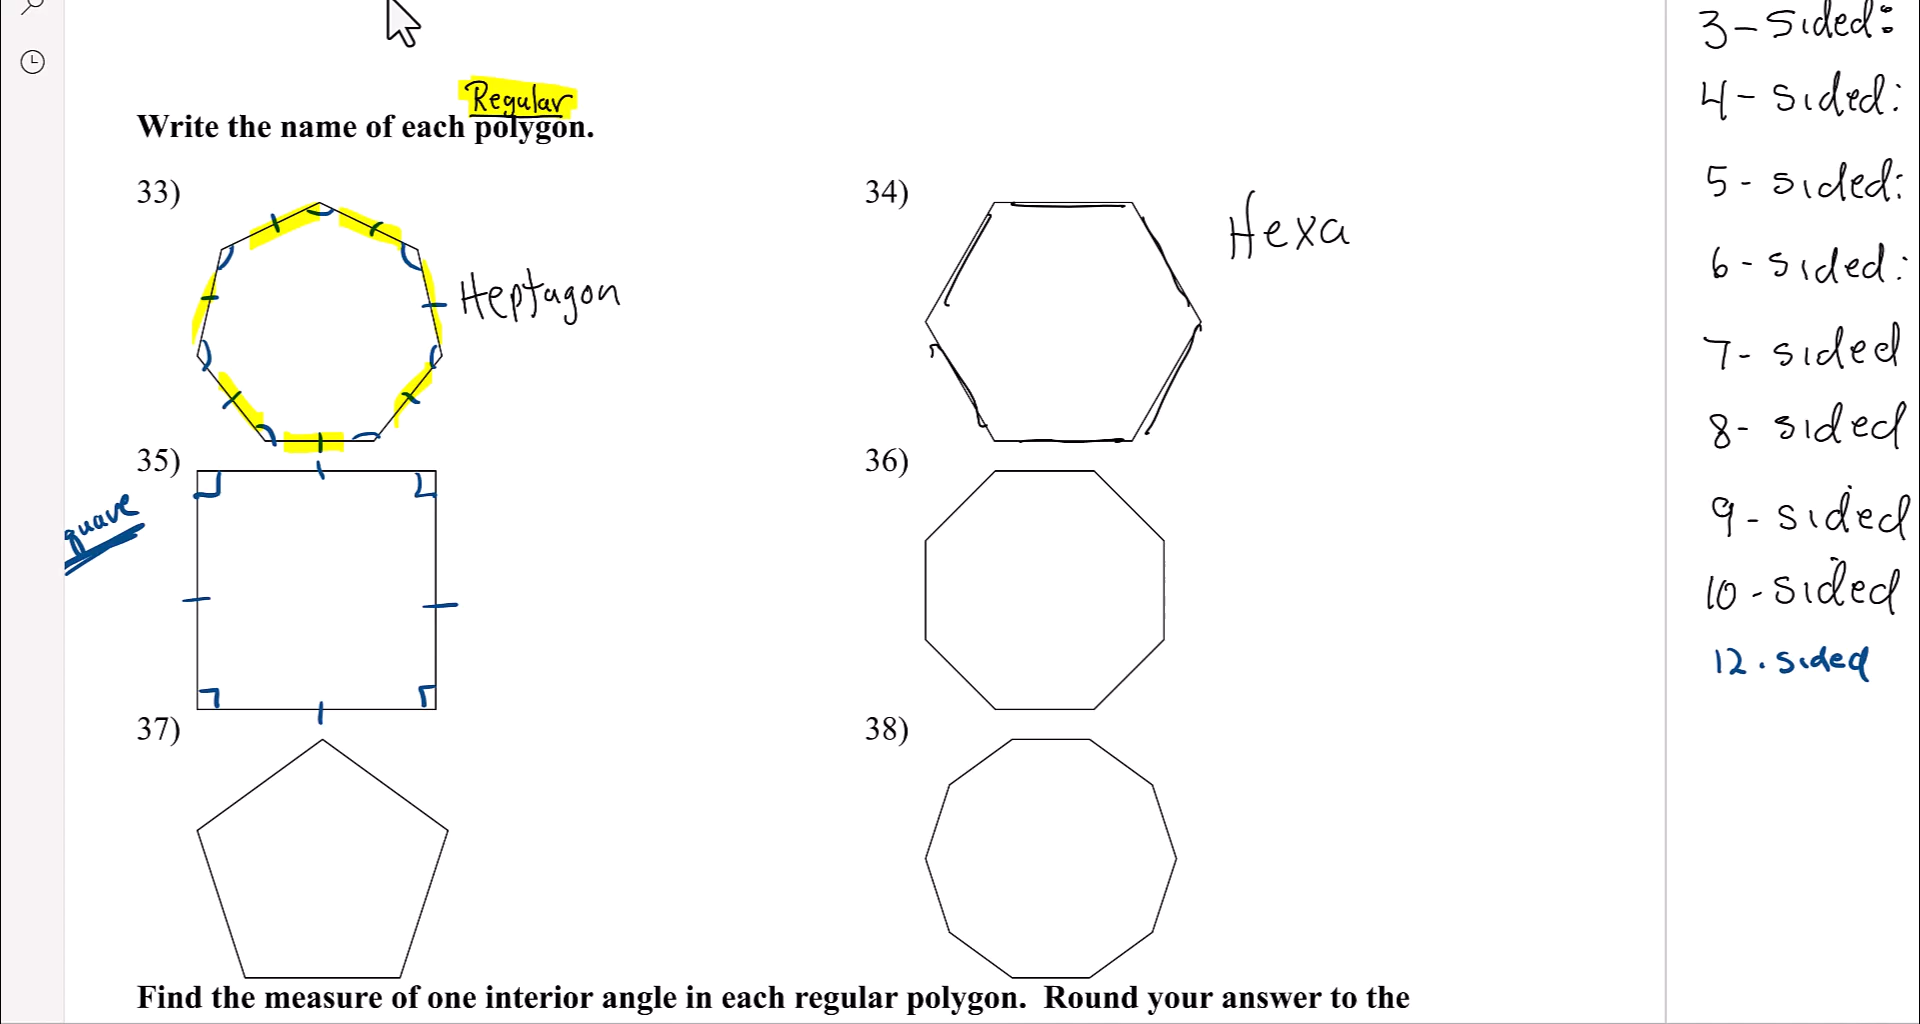 Regular
Write the name of each polygon.
33)
Heptagon
34)
Hexa
35)
quare
36)
37)
38)
Find the measure of one interior angle in each regular polygon. Round your answer to the
3-sided:
4-sided:
5-sided:
6-sided:
7-sided
8-sided
9-sided
10-sided
12.sided